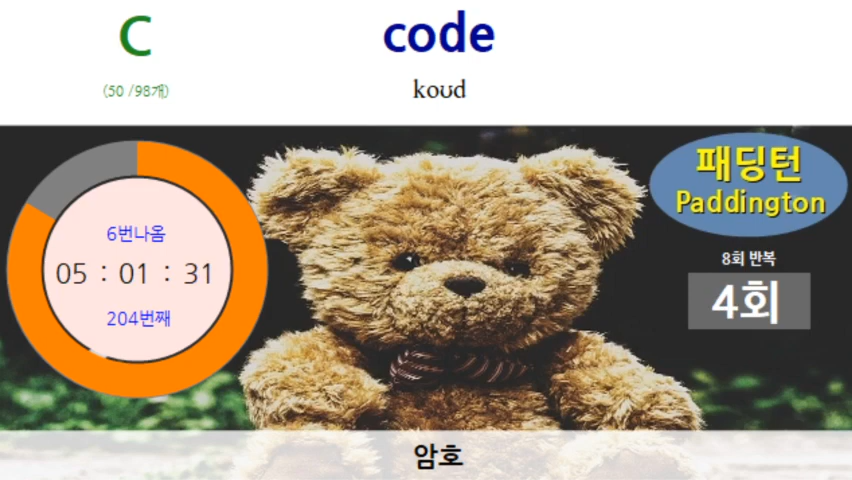 C
code
(50 /98개)
koʊd
패딩턴
Paddington
6번나옴
05 : 01 : 31
204번째
8회 반복
4회
암호